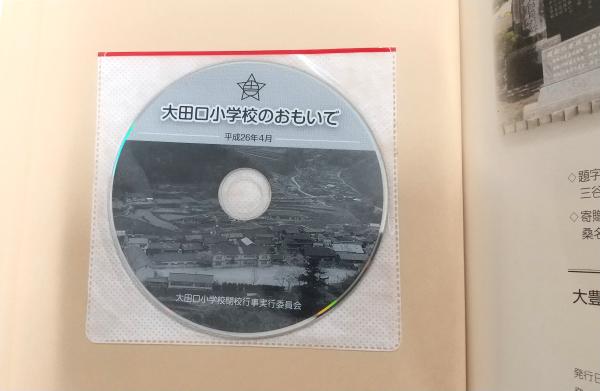 大田口小学校のおもいで
平成26年4月
大田口小学校閉校行事実行委員会
◇題字
三谷
◇寄贈
桑名
大豊
発行日